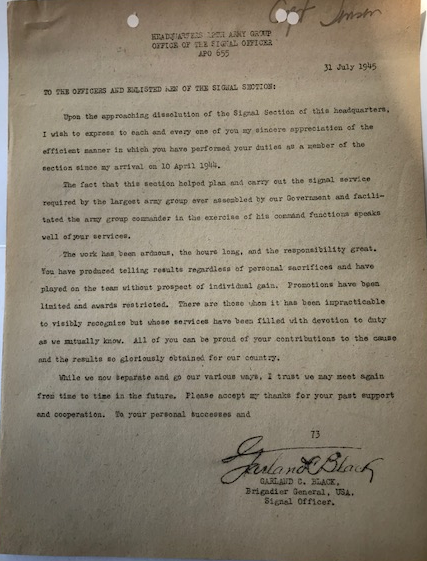 Capt Jenson
HEADQUARTERS 12TH ARMY GROUP
OFFICE OF THE SIGNAL OFFICER
APO 655
31 July 1945
TO THE OFFICERS AND ENLISTED MEN OF THE SIGNAL SECTION:
Upon the approaching dissolution of the Signal Section of this headquarters,
I wish to express to each and every one of you my sincere appreciation of the
efficient manner in which you have performed your duties as a member of the
section since my arrival on 10 April 1944.
The fact that this section helped plan and carry out the signal service
required by the largest army group ever assembled by our Government and facili-
tated the army group commander in the exercise of his command functions speaks
well of your services.
The work has been arduous, the hours long, and the responsibility great.
You have produced telling results regardless of personal sacrifices and have
played on the team without prospect of individual gain. Promotions have been
limited and awards restricted. There are those whom it has been impracticable
to visibly recognize but whose services have been filled with devotion to duty
as we mutually know. All of you can be proud of your contributions to the cause
and the results so gloriously obtained for our country.
While we now separate and go our various ways, I trust we may meet again
from time to time in the future. Please accept my thanks for your past support
and cooperation. To your personal successes and
73
Garland C Black
GARLAND C. BLACK,
Brigadier General, USA,
Signal Officer.